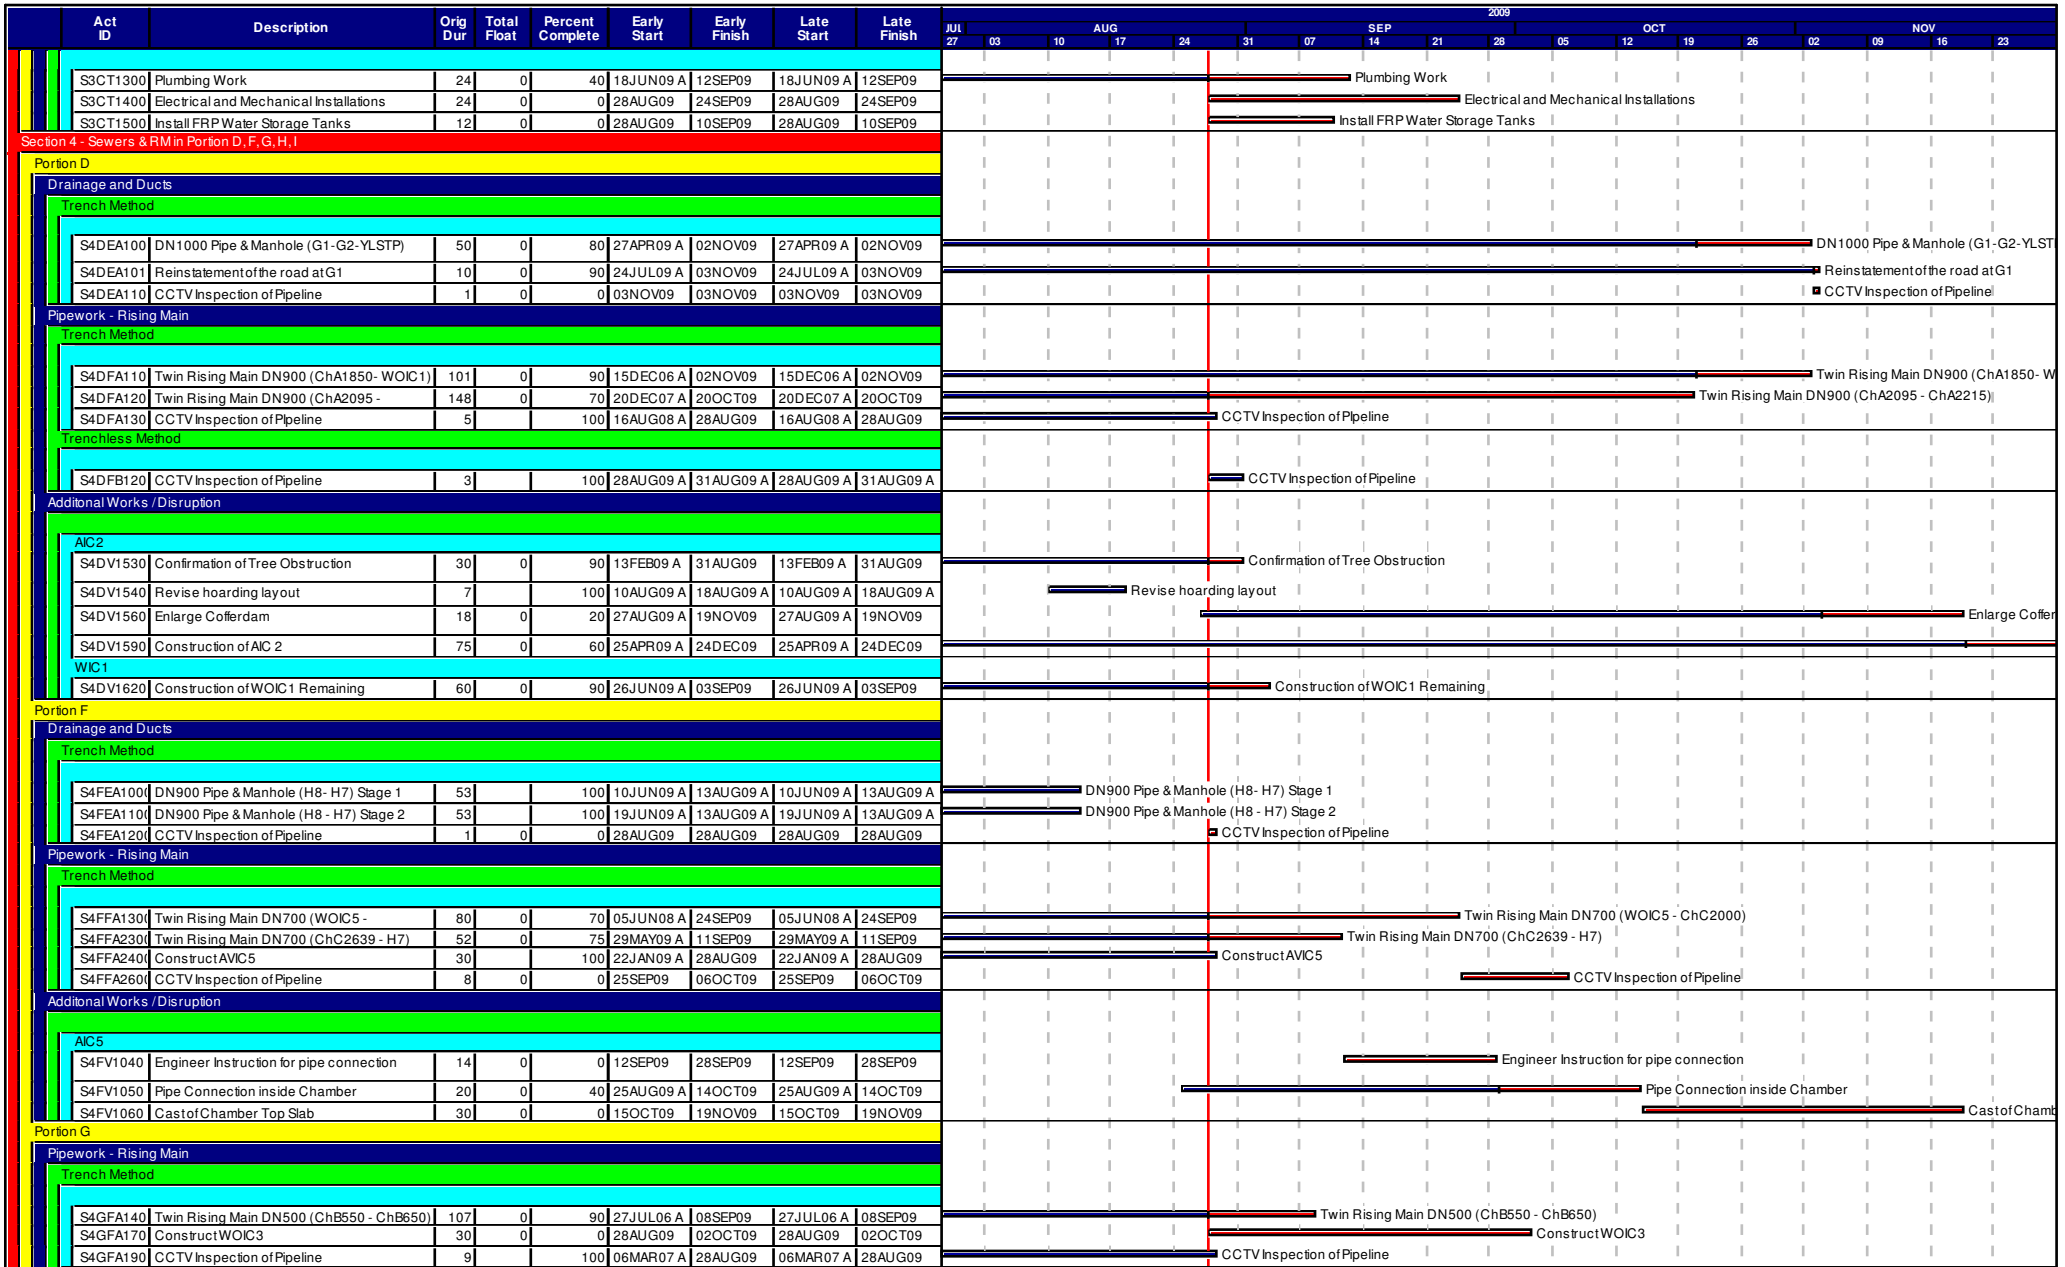 2009
Act ID Description Orig Dur Total Float Percent Complete Early Start Early Finish Late Start Late Finish JUL AUG SEP OCT NOV
27 03 10 17 24 31 07 14 21 28 05 12 19 26 02 09 16 23
S3CT1300 Plumbing Work 24 0 40 18JUN09 A 12SEP09 18JUN09 A 12SEP09 Plumbing Work
S3CT1400 Electrical and Mechanical Installations 24 0 0 28AUG09 24SEP09 28AUG09 24SEP09 Electrical and Mechanical Installations
S3CT1500 Install FRP Water Storage Tanks 12 0 0 28AUG09 10SEP09 28AUG09 10SEP09 Install FRP Water Storage Tanks
Section 4 - Sewers & RM in Portion D, F, G, H, I
Portion D
Drainage and Ducts
Trench Method
S4DEA100 DN1000 Pipe & Manhole (G1-G2-YLSTP) 50 0 80 27APR09 A 02NOV09 27APR09 A 02NOV09 DN1000 Pipe & Manhole (G1-G2-YLST
S4DEA101 Reinstatement of the road at G1 10 0 90 24JUL09 A 03NOV09 24JUL09 A 03NOV09 Reinstatement of the road at G1
S4DEA110 CCTV Inspection of Pipeline 1 0 0 03NOV09 03NOV09 03NOV09 03NOV09 CCTV Inspection of Pipeline
Pipework - Rising Main
Trench Method
S4DFA110 Twin Rising Main DN900 (ChA1850- WOIC1) 101 0 90 15DEC06 A 02NOV09 15DEC06 A 02NOV09 Twin Rising Main DN900 (ChA1850- W
S4DFA120 Twin Rising Main DN900 (ChA2095 - 148 0 70 20DEC07 A 20OCT09 20DEC07 A 20OCT09 Twin Rising Main DN900 (ChA2095 - ChA2215)
S4DFA130 CCTV Inspection of PIpeline 5 100 16AUG08 A 28AUG09 16AUG08 A 28AUG09 CCTV Inspection of PIpeline
Trenchless Method
S4DFB120 CCTV Inspection of Pipeline 3 100 28AUG09 A 31AUG09 A 28AUG09 A 31AUG09 A CCTV Inspection of Pipeline
Additonal Works / Disruption
AIC2
S4DV1530 Confirmation of Tree Obstruction 30 0 90 13FEB09 A 31AUG09 13FEB09 A 31AUG09 Confirmation of Tree Obstruction
S4DV1540 Revise hoarding layout 7 100 10AUG09 A 18AUG09 A 10AUG09 A 18AUG09 A Revise hoarding layout
S4DV1560 Enlarge Cofferdam 18 0 20 27AUG09 A 19NOV09 27AUG09 A 19NOV09 Enlarge Coffer
S4DV1590 Construction of AIC 2 75 0 60 25APR09 A 24DEC09 25APR09 A 24DEC09
WIC1
S4DV1620 Construction of WOIC1 Remaining 60 0 90 26JUN09 A 03SEP09 26JUN09 A 03SEP09 Construction of WOIC1 Remaining
Portion F
Drainage and Ducts
Trench Method
S4FEA1000 DN900 Pipe & Manhole (H8- H7) Stage 1 53 100 10JUN09 A 13AUG09 A 10JUN09 A 13AUG09 A DN900 Pipe & Manhole (H8- H7) Stage 1
S4FEA1100 DN900 Pipe & Manhole (H8 - H7) Stage 2 53 100 19JUN09 A 13AUG09 A 19JUN09 A 13AUG09 A DN900 Pipe & Manhole (H8 - H7) Stage 2
S4FEA1200 CCTV Inspection of Pipeline 1 0 0 28AUG09 28AUG09 28AUG09 28AUG09 CCTV Inspection of Pipeline
Pipework - Rising Main
Trench Method
S4FFA1300 Twin Rising Main DN700 (WOIC5 - 80 0 70 05JUN08 A 24SEP09 05JUN08 A 24SEP09 Twin Rising Main DN700 (WOIC5 - ChC2000)
S4FFA2300 Twin Rising Main DN700 (ChC2639 - H7) 52 0 75 29MAY09 A 11SEP09 29MAY09 A 11SEP09 Twin Rising Main DN700 (ChC2639 - H7)
S4FFA2400 Construct AVIC5 30 100 22JAN09 A 28AUG09 22JAN09 A 28AUG09 Construct AVIC5
S4FFA2600 CCTV Inspection of Pipeline 8 0 0 25SEP09 06OCT09 25SEP09 06OCT09 CCTV Inspection of Pipeline
Additonal Works / Disruption
AIC5
S4FV1040 Engineer Instruction for pipe connection 14 0 0 12SEP09 28SEP09 12SEP09 28SEP09 Engineer Instruction for pipe connection
S4FV1050 Pipe Connection inside Chamber 20 0 40 25AUG09 A 14OCT09 25AUG09 A 14OCT09 Pipe Connection inside Chamber
S4FV1060 Cast of Chamber Top Slab 30 0 0 15OCT09 19NOV09 15OCT09 19NOV09 Cast of Chamb
Portion G
Pipework - Rising Main
Trench Method
S4GFA140 Twin Rising Main DN500 (ChB550 - ChB650) 107 0 90 27JUL06 A 08SEP09 27JUL06 A 08SEP09 Twin Rising Main DN500 (ChB550 - ChB650)
S4GFA170 Construct WOIC3 30 0 0 28AUG09 02OCT09 28AUG09 02OCT09 Construct WOIC3
S4GFA190 CCTV Inspection of Pipeline 9 100 06MAR07 A 28AUG09 06MAR07 A 28AUG09 CCTV Inspection of Pipeline